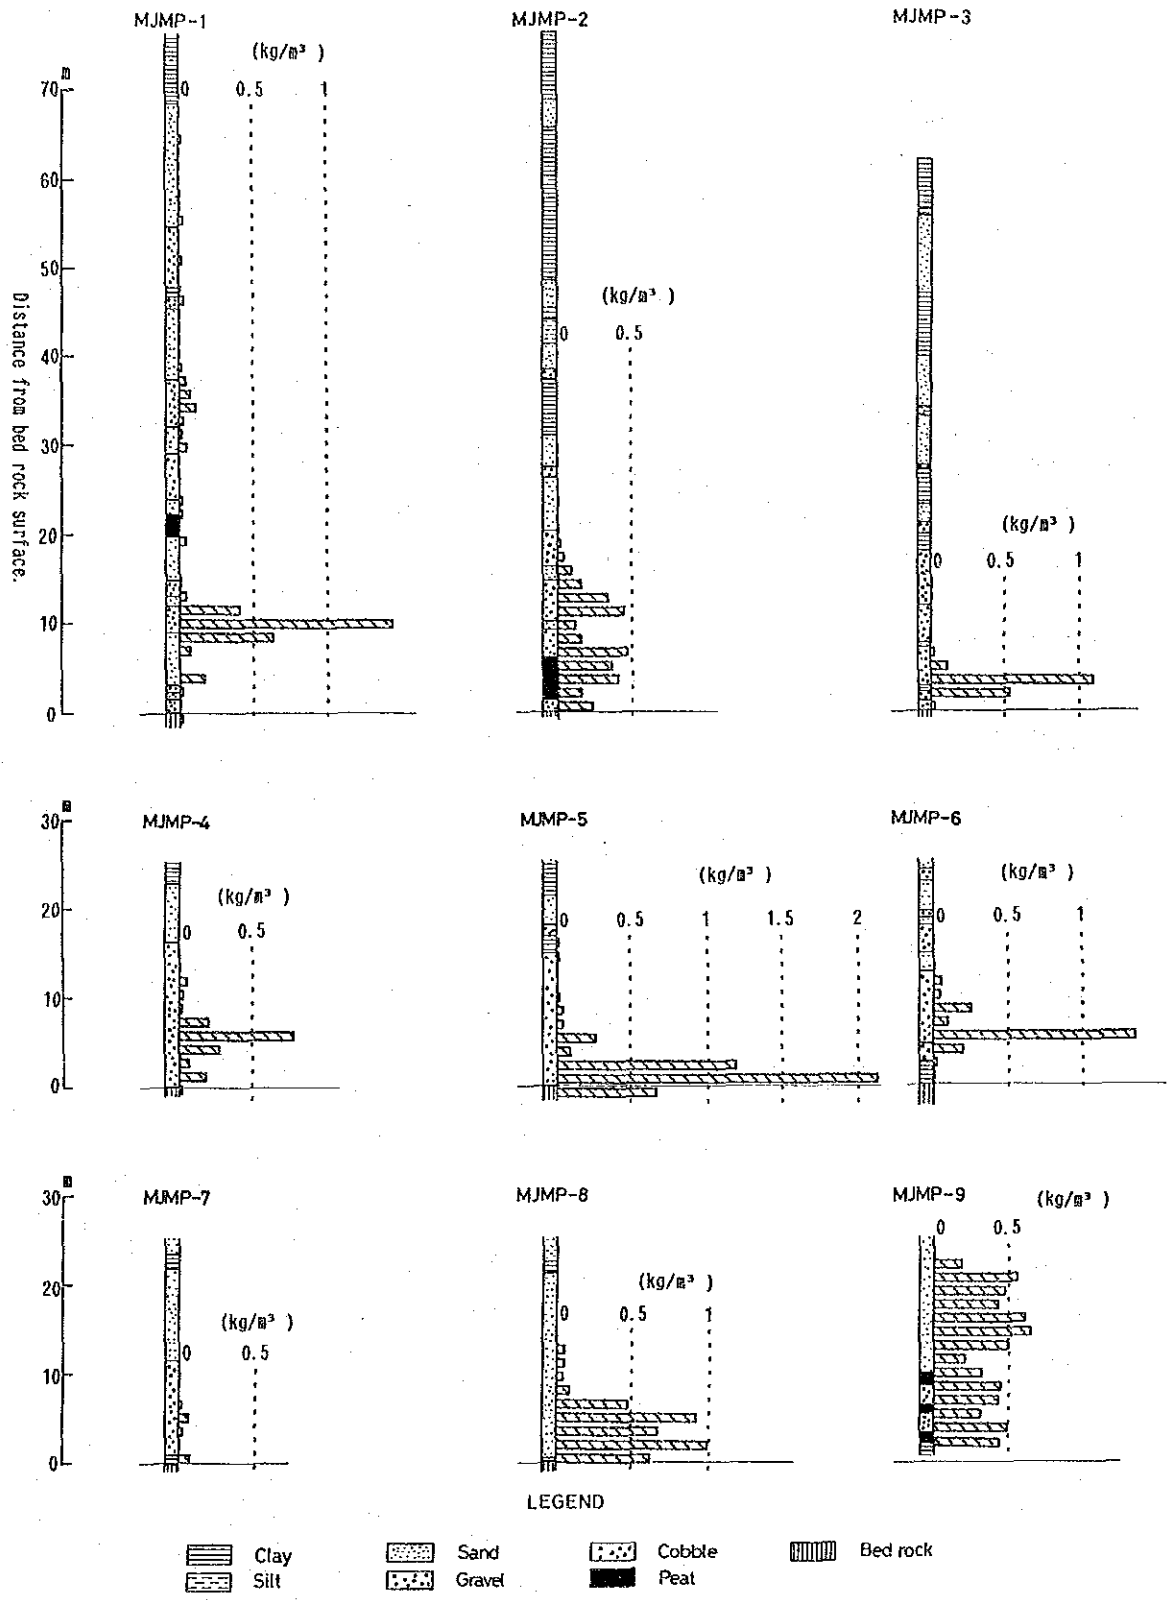 MJMP-1
MJMP-2
MJMP-3
(kg/m³ )
m
70
0
0.5
1
60
50
40
30
20
10
0
Distance from bed rock surface.
(kg/m³ )
0
0.5
(kg/m³ )
0
0.5
1
m
30
20
10
0
MJMP-4
(kg/m³ )
0
0.5
MJMP-5
(kg/m³ )
0
0.5
1
1.5
2
MJMP-6
(kg/m³ )
0
0.5
1
m
30
20
10
0
MJMP-7
(kg/m³ )
0
0.5
MJMP-8
(kg/m³ )
0
0.5
1
MJMP-9
(kg/m³ )
0
0.5
LEGEND
Clay
Sand
Cobble
Bed rock
Silt
Gravel
Peat